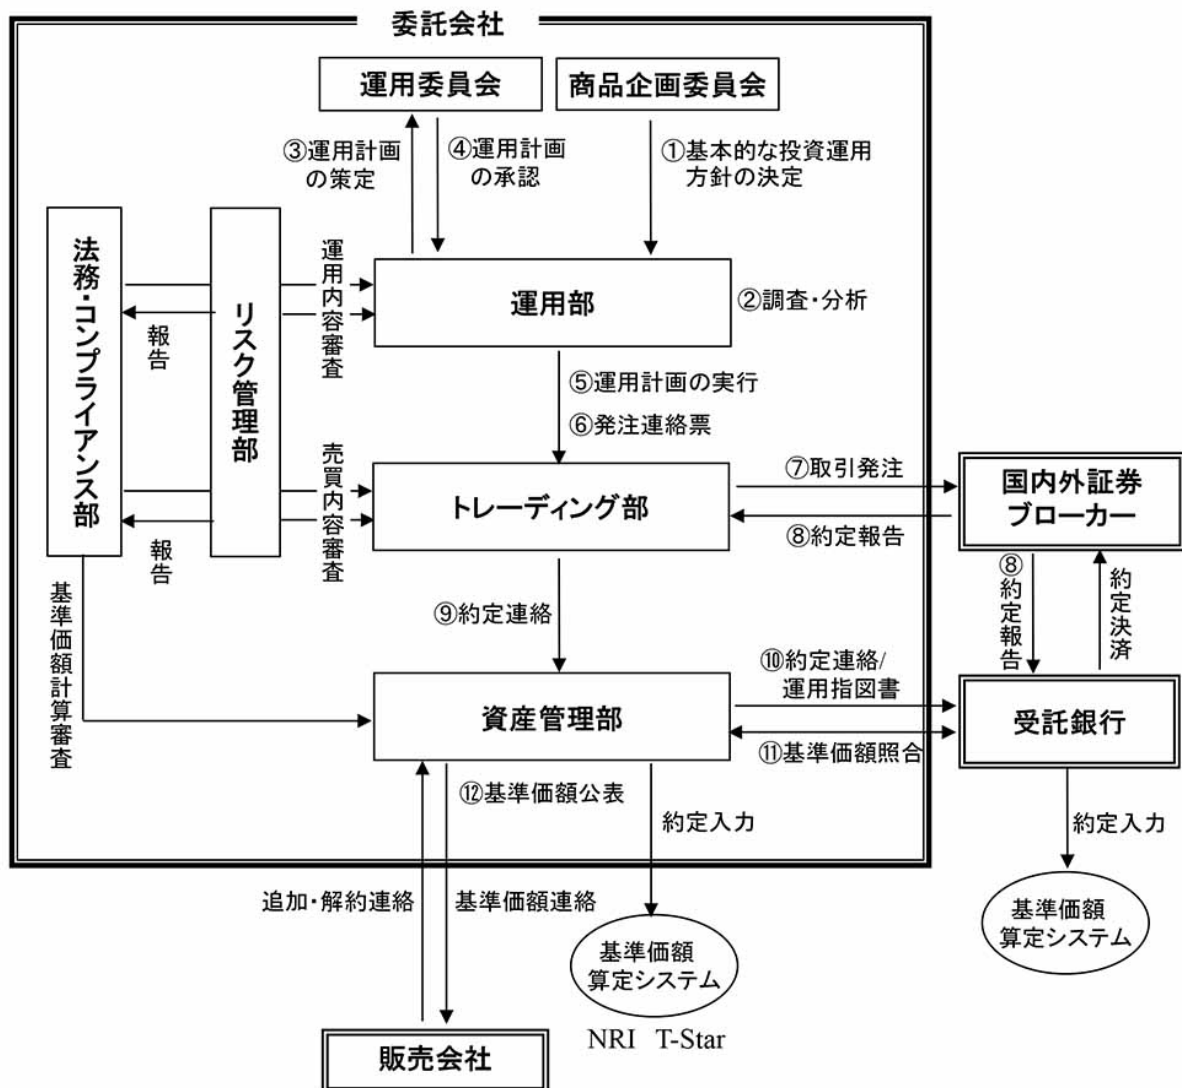 委託会社
運用委員会
商品企画委員会
③運用計画
の策定
④運用計画
の承認
①基本的な投資運用
方針の決定
法務・コンプライアンス部
リスク管理部
運用内容審査
報告
運用部
②調査・分析
⑤運用計画の実行
⑥発注連絡票
売買内容審査
報告
トレーディング部
⑦取引発注
⑧約定報告
国内外証券
ブローカー
⑧約定報告
約定決済
基準価額計算審査
⑨約定連絡
資産管理部
⑩約定連絡/
運用指図書
⑪基準価額照合
受託銀行
⑫基準価額公表
約定入力
約定入力
追加・解約連絡
基準価額連絡
基準価額
算定システム
基準価額
算定システム
NRI T-Star
販売会社